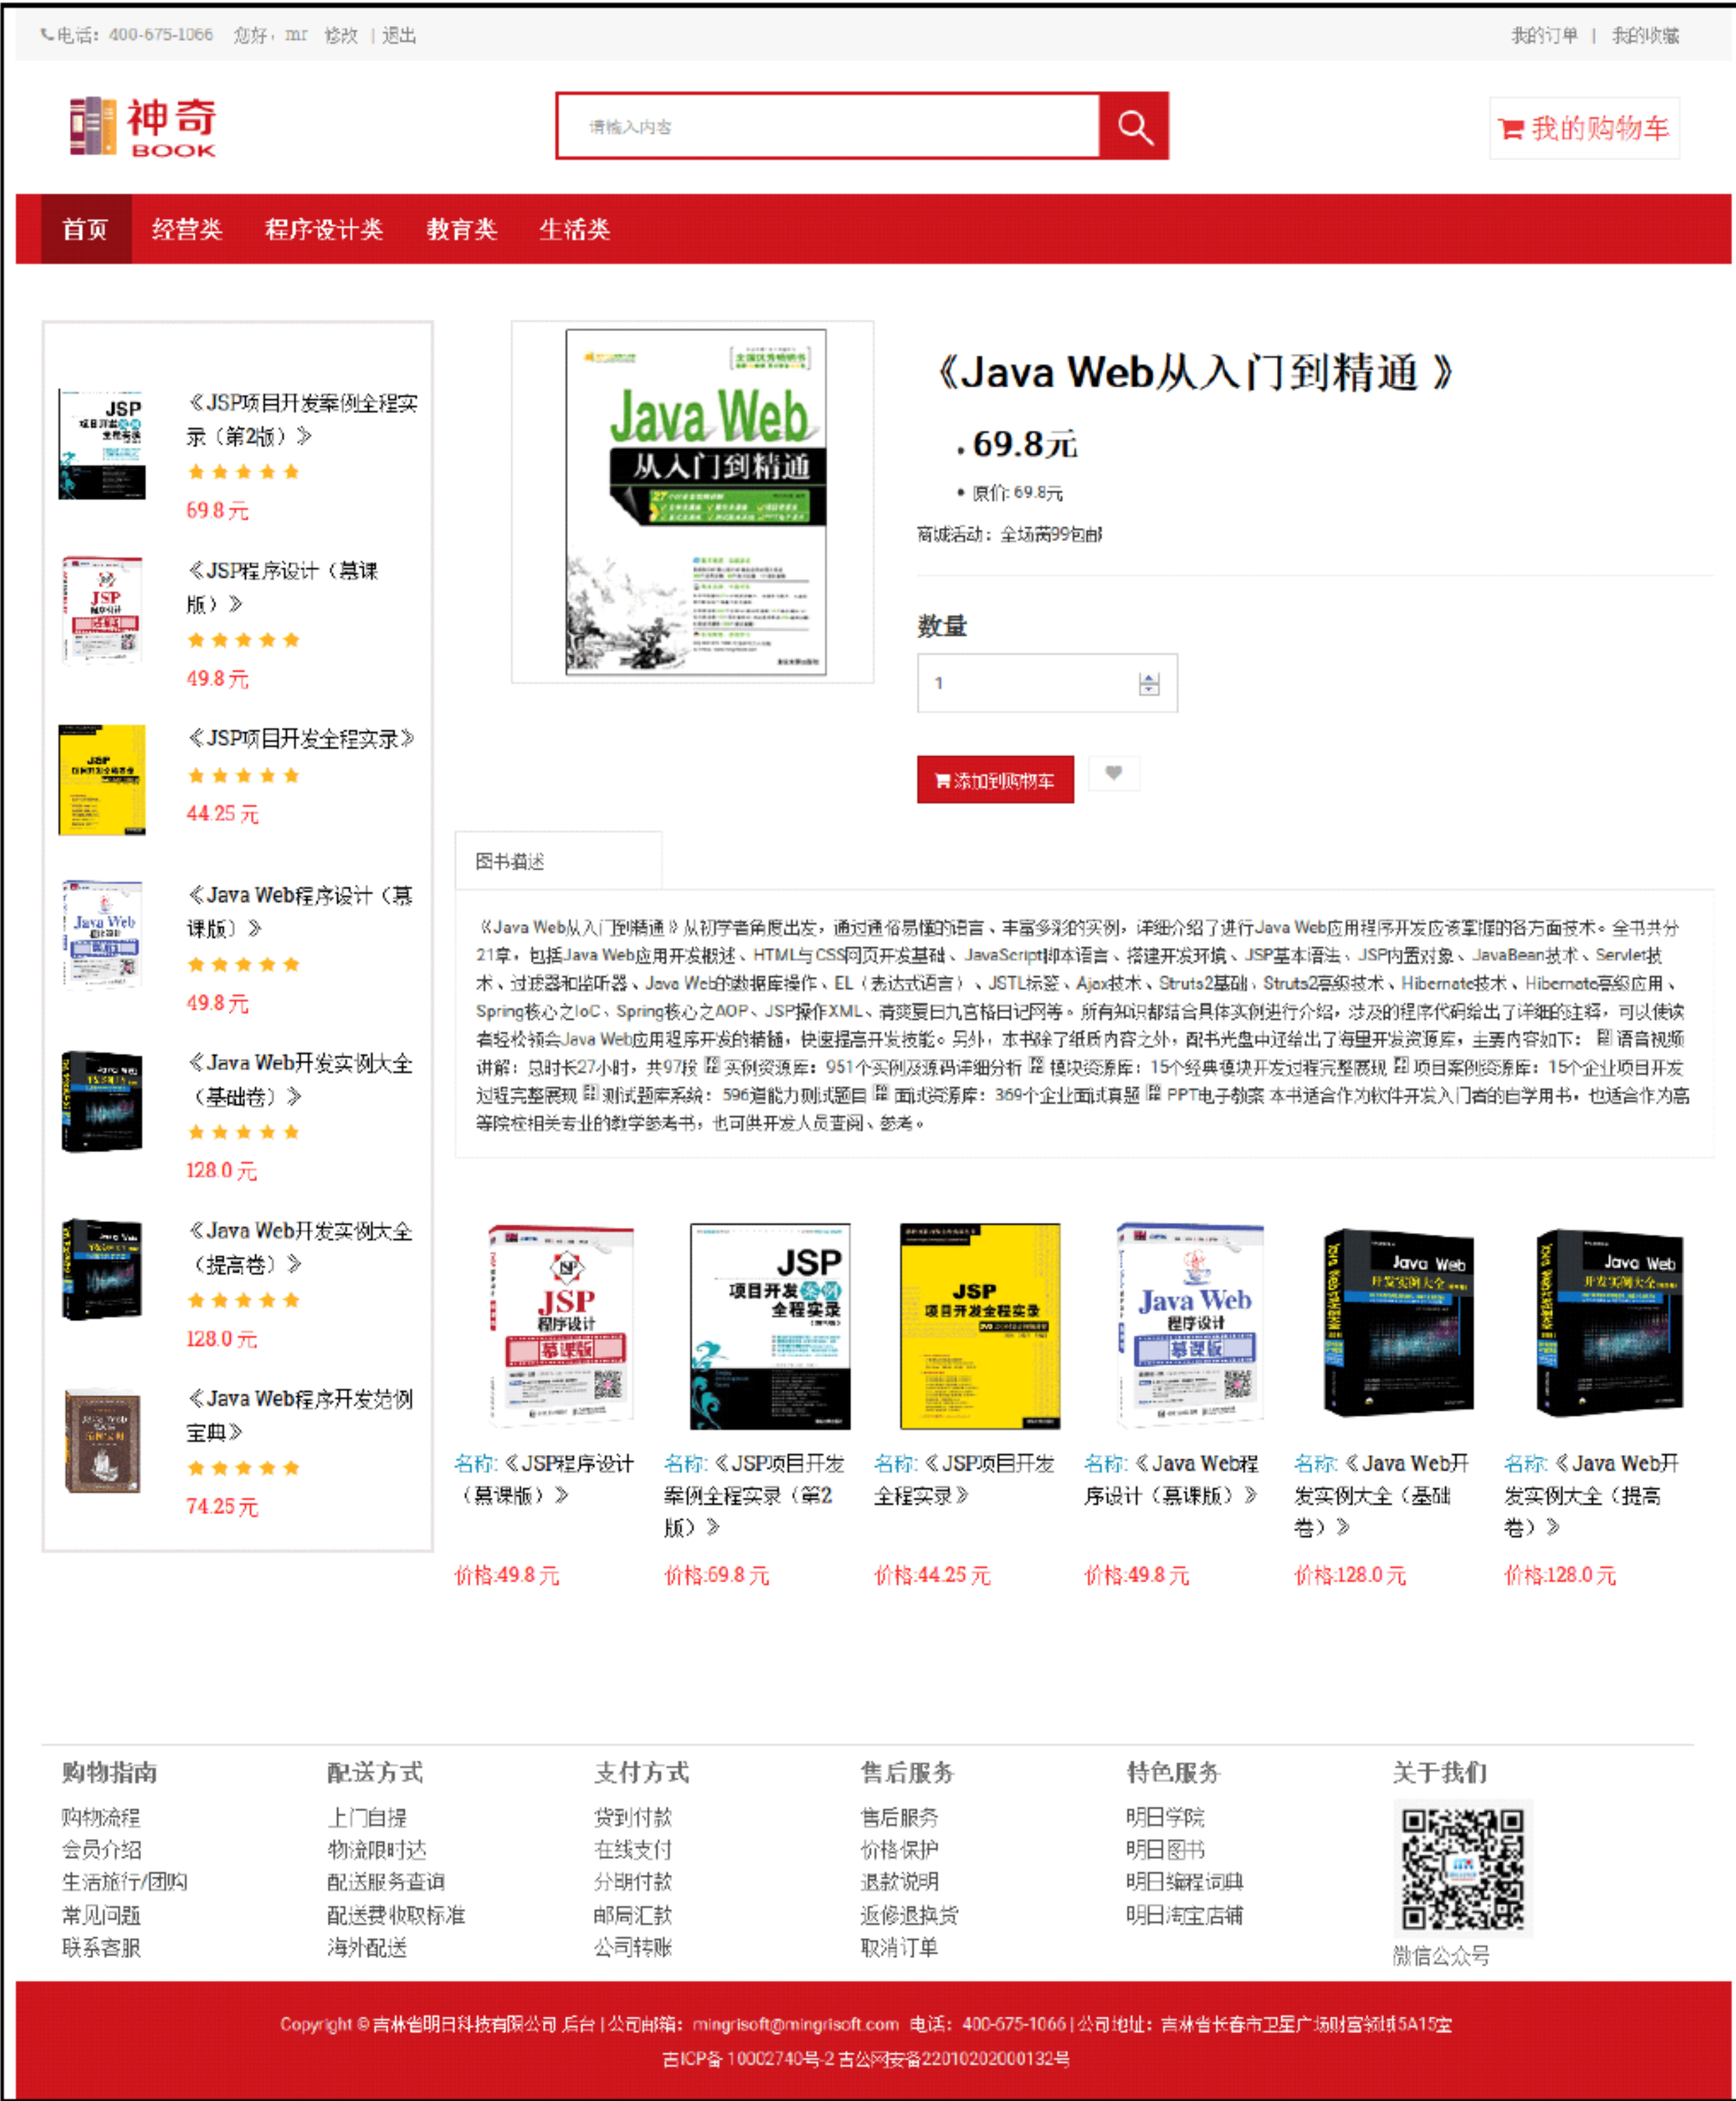 电话：400-675-1066 您好，mr 修改 | 退出
我的订单 | 我的收藏
神奇
BOOK
请输入内容
我的购物车
首页 经营类 程序设计类 教育类 生活类
JSP
《JSP项目开发案例全程实
录（第2版）》
69.8 元
JSP
《JSP程序设计（慕课
版）》
49.8 元
JSP
《JSP项目开发全程实录》
44.25 元
Java Web
《Java Web程序设计（慕
课版）》
49.8 元
《Java Web开发实例大全
（基础卷）》
128.0 元
《Java Web开发实例大全
（提高卷）》
128.0 元
《Java Web程序开发范例
宝典》
74.25 元
Java Web
从入门到精通
《Java Web从入门到精通 》
69.8元
原价: 69.8元
商城活动：全场满99包邮
数量
1
添加到购物车
图书描述
《Java Web从入门到精通》从初学者角度出发，通过通俗易懂的语言、丰富多彩的实例，详细介绍了进行Java Web应用程序开发应该掌握的各方面技术。全书共分
21章，包括Java Web应用开发概述、HTML与CSS网页开发基础、JavaScript脚本语言、搭建开发环境、JSP基本语法、JSP内置对象、JavaBean技术、Servlet技
术、过滤器和监听器、Java Web的数据库操作、EL（表达式语言）、JSTL标签、Ajax技术、Struts2基础、Struts2高级技术、Hibernate技术、Hibernate高级应用、
Spring核心之IoC、Spring核心之AOP、JSP操作XML、清爽夏日九宫格日记网等。所有知识都结合具体实例进行介绍，涉及的程序代码给出了详细的注释，可以使读
者轻松领会Java Web应用程序开发的精髓，快速提高开发技能。另外，本书除了纸质内容之外，配书光盘中还给出了海量开发资源库，主要内容如下： 语音视频
讲解：总时长27小时，共97段 实例资源库：951个实例及源码详细分析 模块资源库：15个经典模块开发过程完整展现 项目案例资源库：15个企业项目开发
过程完整展现 测试题库系统：596道能力测试题目 面试资源库：369个企业面试真题 PPT电子教案 本书适合作为软件开发入门者的自学用书，也适合作为高
等院校相关专业的教学参考书，也可供开发人员查阅、参考。
JSP
程序设计
慕课版
JSP
项目开发案例
全程实录
JSP
项目开发全程实录
Java Web
程序设计
慕课版
Java Web
开发实例大全
Java Web
开发实例大全
名称:《JSP程序设计
（慕课版）》
价格:49.8 元
名称:《JSP项目开发
案例全程实录（第2
版）》
价格:69.8 元
名称:《JSP项目开发
全程实录》
价格:44.25 元
名称:《Java Web程
序设计（慕课版）》
价格:49.8 元
名称:《Java Web开
发实例大全（基础
卷）》
价格:128.0 元
名称:《Java Web开
发实例大全（提高
卷）》
价格:128.0 元
购物指南
购物流程
会员介绍
生活旅行/团购
常见问题
联系客服
配送方式
上门自提
物流限时达
配送服务查询
配送费收取标准
海外配送
支付方式
货到付款
在线支付
分期付款
邮局汇款
公司转账
售后服务
售后服务
价格保护
退款说明
返修退换货
取消订单
特色服务
明日学院
明日图书
明日编程词典
明日淘宝店铺
关于我们
微信公众号
Copyright © 吉林省明日科技有限公司 后台 | 公司邮箱：mingrisoft@mingrisoft.com 电话：400-675-1066 | 公司地址：吉林省长春市卫星广场财富领域5A15室
吉ICP备 10002740号-2 吉公网安备22010202000132号